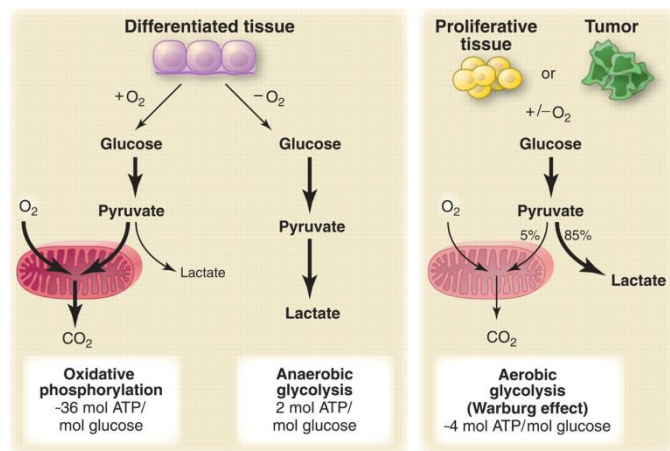 Differentiated tissue
+O2
−O2
Glucose
Glucose
O2
Pyruvate
Pyruvate
Lactate
Lactate
CO2
Oxidative
phosphorylation
~36 mol ATP/
mol glucose
Anaerobic
glycolysis
2 mol ATP/
mol glucose
Proliferative
tissue
or
Tumor
+/−O2
Glucose
O2
Pyruvate
5%
85%
Lactate
CO2
Aerobic
glycolysis
(Warburg effect)
~4 mol ATP/mol glucose